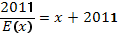 2011/E(x) = x + 2011